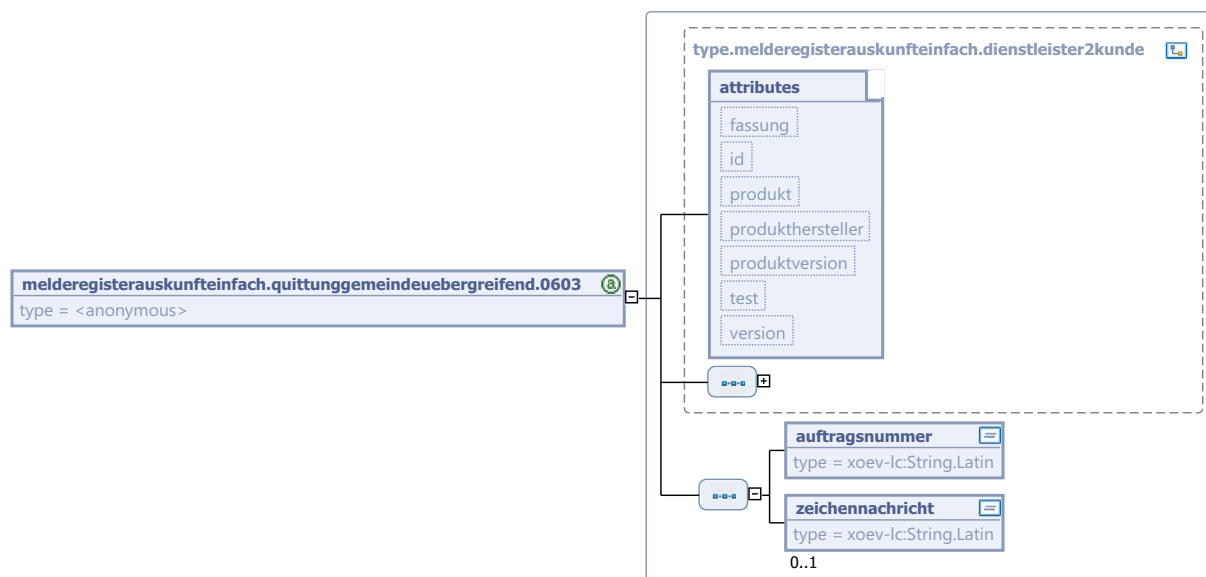 type.melderegisterauskunfteinfach.dienstleister2kunde
attributes
fassung
id
produkt
produkthersteller
produktversion
test
version
melderegisterauskunfteinfach.quittunggemeindeuebergreifend.0603
a
type = <anonymous>
auftragsnummer
type = xoev-lc:String.Latin
zeichennachricht
type = xoev-lc:String.Latin
0..1